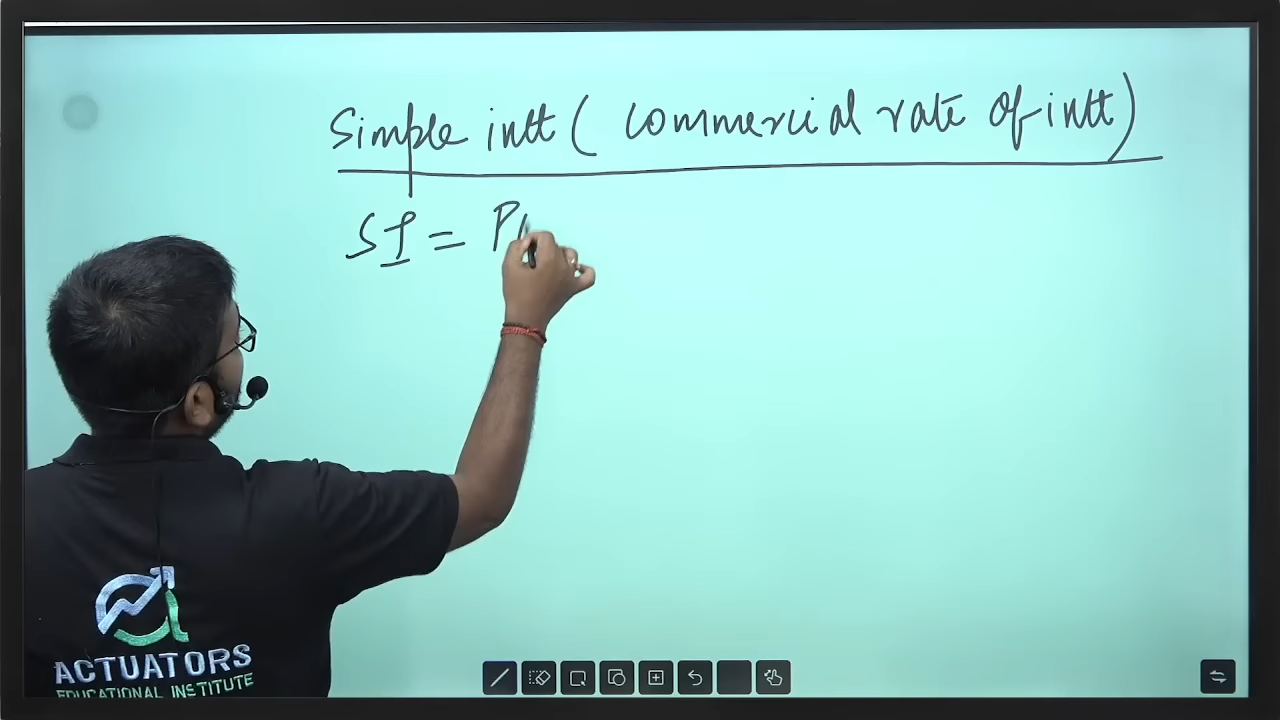 Simple intt ( commercial rate of intt )
SI = P
ACTUATORS
EDUCATIONAL INSTITUTE